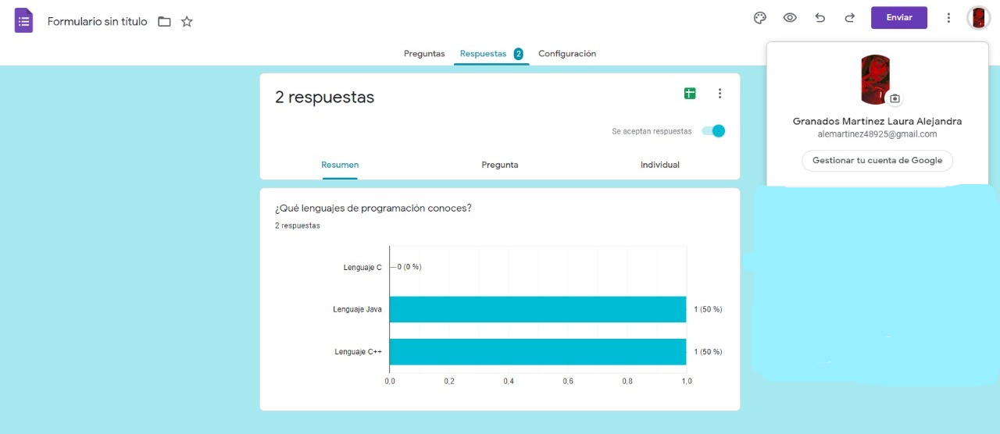 Formulario sin título
Enviar
Preguntas Respuestas 2 Configuración
Granados Martínez Laura Alejandra
alemartinez48925@gmail.com
Gestionar tu cuenta de Google
2 respuestas
Se aceptan respuestas
Resumen Pregunta Individual
¿Qué lenguajes de programación conoces?
2 respuestas
Lenguaje C 0 (0 %)
Lenguaje Java 1 (50 %)
Lenguaje C++ 1 (50 %)
0,0 0,2 0,4 0,6 0,8 1,0